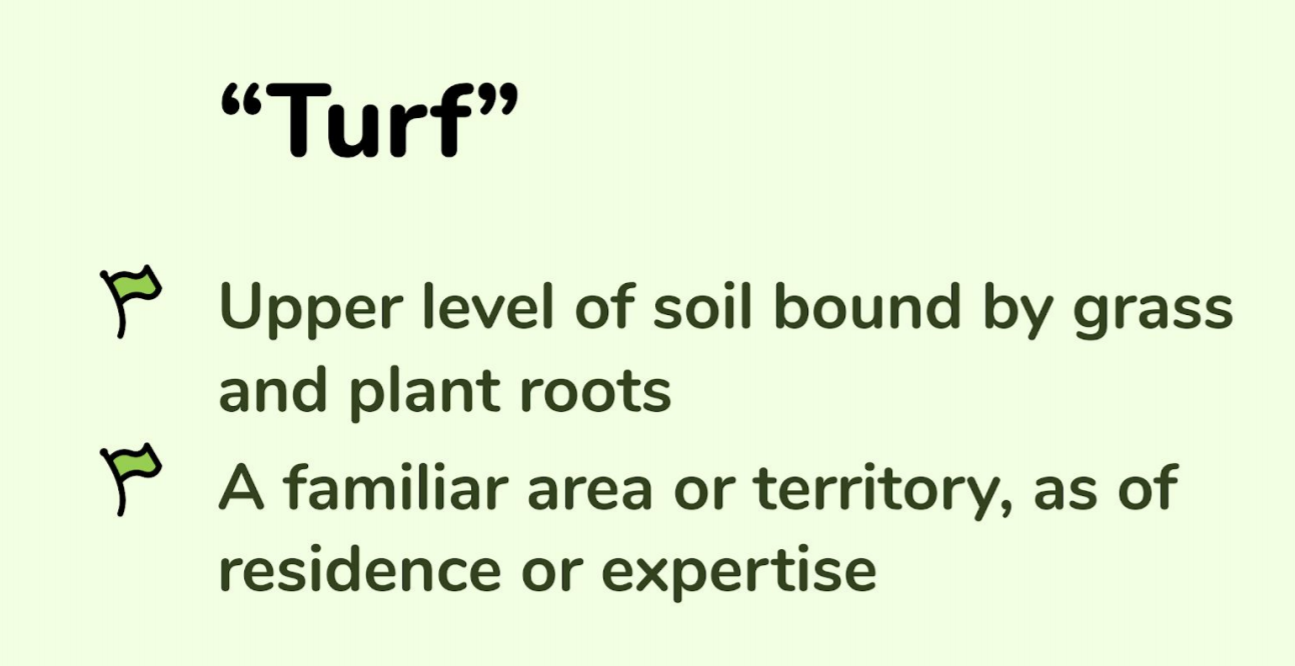 “Turf”
Upper level of soil bound by grass
and plant roots
A familiar area or territory, as of
residence or expertise